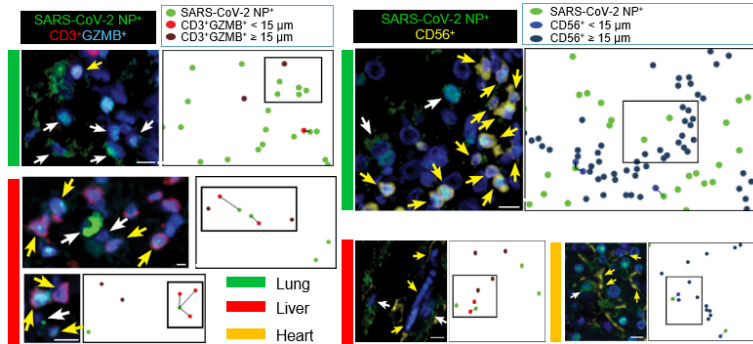 SARS-CoV-2 NP⁺
CD3⁺GZMB⁺
SARS-CoV-2 NP⁺
CD3⁺GZMB⁺ < 15 μm
CD3⁺GZMB⁺ ≥ 15 μm
SARS-CoV-2 NP⁺
CD56⁺
SARS-CoV-2 NP⁺
CD56⁺ < 15 μm
CD56⁺ ≥ 15 μm
Lung
Liver
Heart